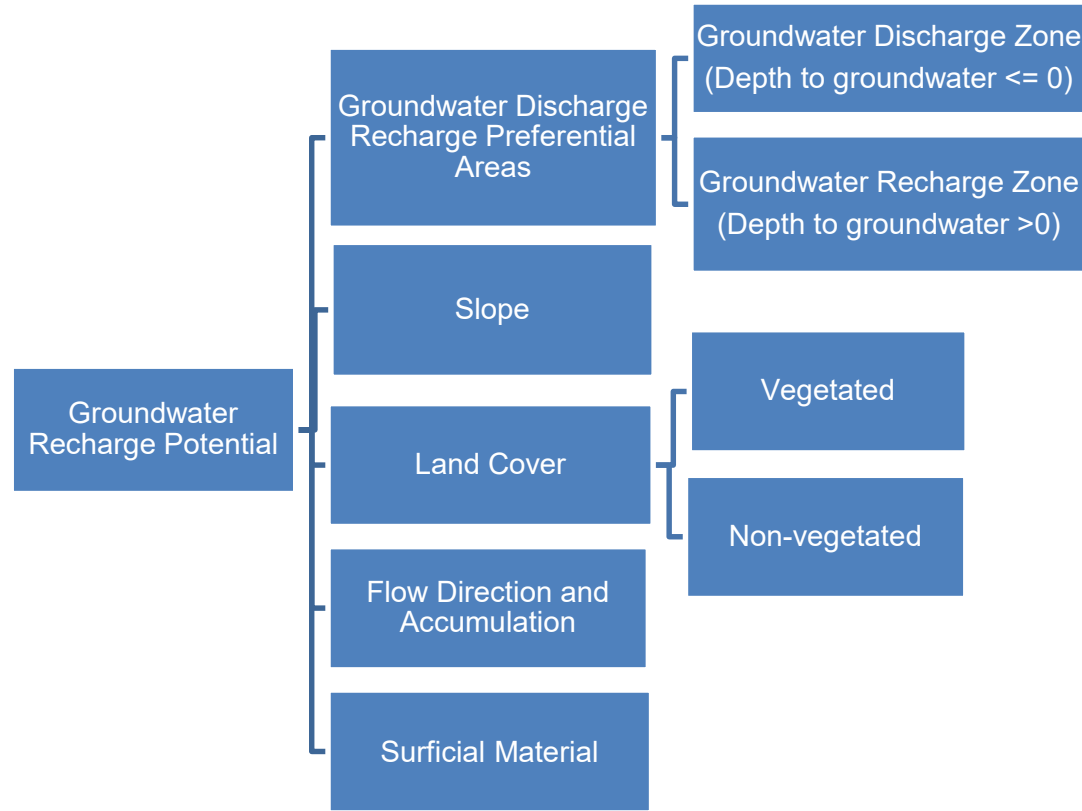 Groundwater
Recharge Potential
Groundwater Discharge
Recharge Preferential
Areas
Groundwater Discharge Zone
(Depth to groundwater <= 0)
Groundwater Recharge Zone
(Depth to groundwater >0)
Slope
Land Cover
Vegetated
Non-vegetated
Flow Direction and
Accumulation
Surficial Material